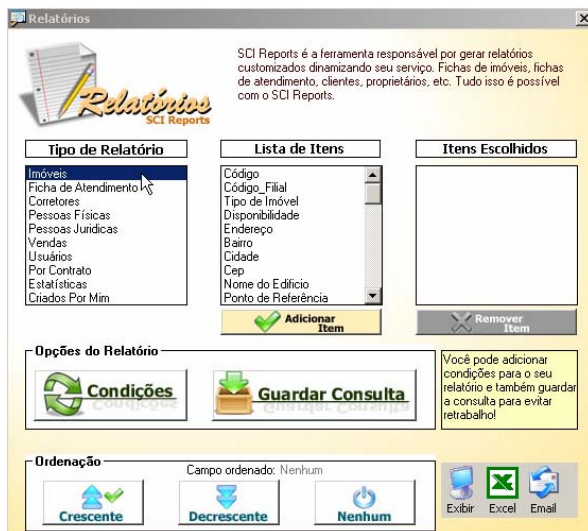 Relatórios
SCI Reports é a ferramenta responsável por gerar relatórios
customizados dinamizando seu serviço. Fichas de imóveis, fichas
de atendimento, clientes, proprietários, etc. Tudo isso é possível
com o SCI Reports.
Relatórios
SCI Reports
Tipo de Relatório
Imóveis
Ficha de Atendimento
Corretores
Pessoas Físicas
Pessoas Juridicas
Vendas
Usuários
Por Contrato
Estatísticas
Criados Por Mim
Lista de Itens
Código
Código_Filial
Tipo de Imóvel
Disponibilidade
Endereço
Bairro
Cidade
Cep
Nome do Edificio
Ponto de Referência
Adicionar
Item
Itens Escolhidos
Remover
Item
Opções do Relatório
Condições
Guardar Consulta
Você pode adicionar
condições para o seu
relatório e também guardar
a consulta para evitar
retrabalho!
Ordenação
Campo ordenado: Nenhum
Crescente
Decrescente
Nenhum
Exibir
Excel
Email